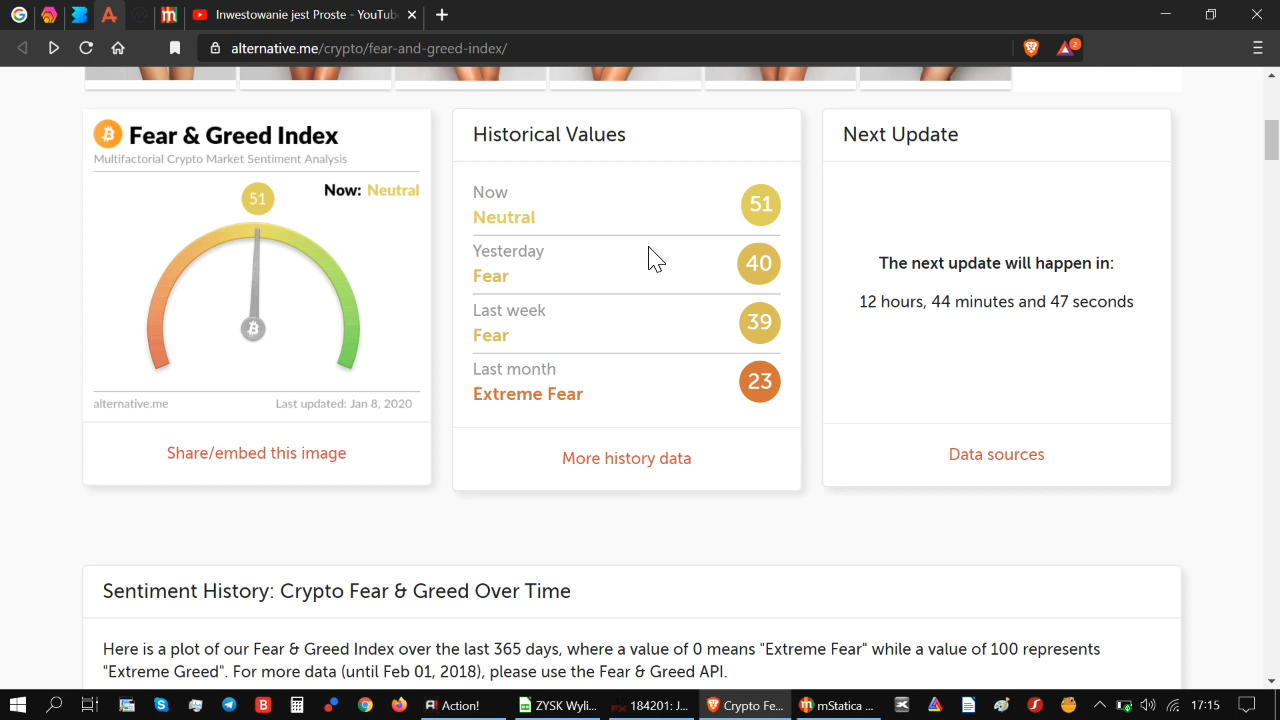 Inwestowanie jest Proste - YouTub
alternative.me/crypto/fear-and-greed-index/
2
Fear & Greed Index
Multifactorial Crypto Market Sentiment Analysis
Now: Neutral
51
alternative.me
Last updated: Jan 8, 2020
Share/embed this image
Historical Values
Now
Neutral
51
Yesterday
Fear
40
Last week
Fear
39
Last month
Extreme Fear
23
More history data
Next Update
The next update will happen in:
12 hours, 44 minutes and 47 seconds
Data sources
Sentiment History: Crypto Fear & Greed Over Time
Here is a plot of our Fear & Greed Index over the last 365 days, where a value of 0 means "Extreme Fear" while a value of 100 represents
"Extreme Greed". For more data (until Feb 01, 2018), please use the Fear & Greed API.
Action!
ZYSK Wyli...
184201: J...
Crypto Fe...
mStatica ...
17:15